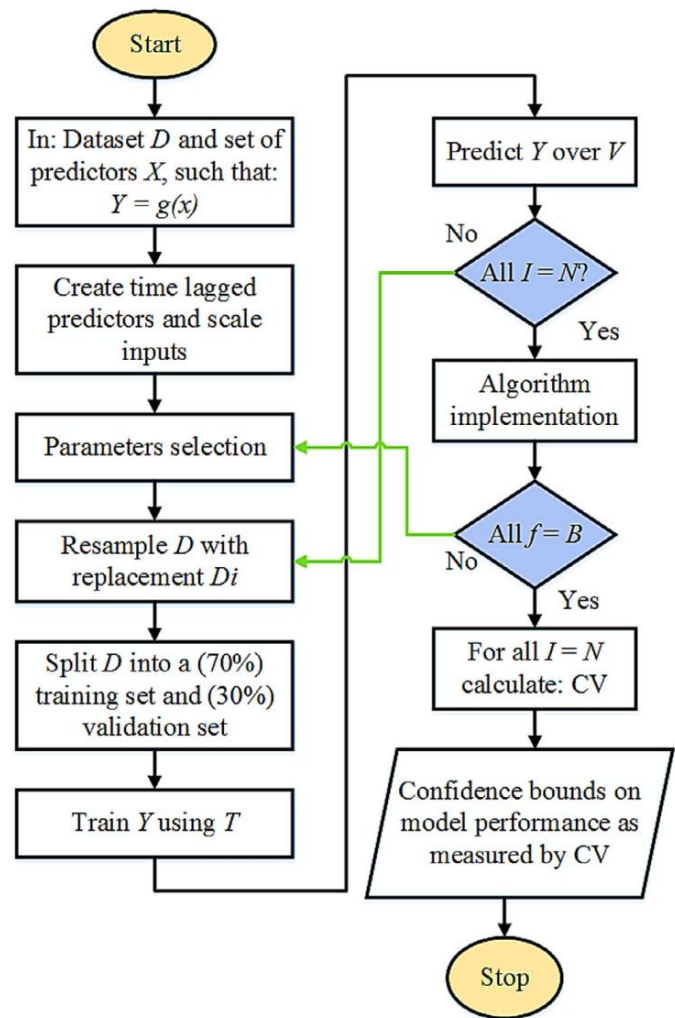 Start
In: Dataset D and set of
predictors X, such that:
Y = g(x)
Create time lagged
predictors and scale
inputs
Parameters selection
Resample D with
replacement Di
Split D into a (70%)
training set and (30%)
validation set
Train Y using T
Predict Y over V
No
All I = N?
Yes
Algorithm
implementation
All f = B
No
Yes
For all I = N
calculate: CV
Confidence bounds on
model performance as
measured by CV
Stop